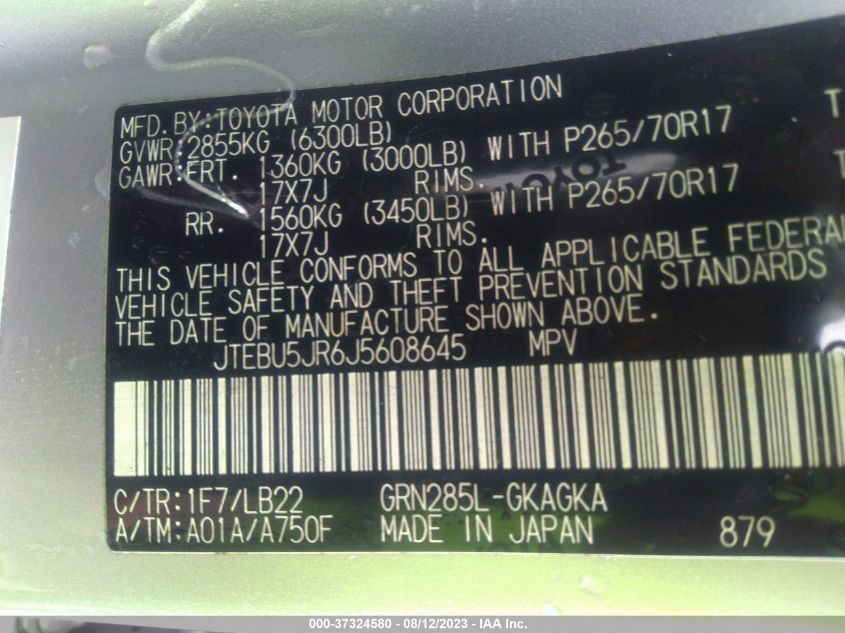 MFD.BY:TOYOTA MOTOR CORPORATION
GVWR:2855KG (6300LB)
GAWR:FRT. 1360KG (3000LB) WITH P265/70R17
17X7J RIMS.
RR. 1560KG (3450LB) WITH P265/70R17
17X7J RIMS.
THIS VEHICLE CONFORMS TO ALL APPLICABLE FEDERAL
VEHICLE SAFETY AND THEFT PREVENTION STANDARDS
THE DATE OF MANUFACTURE SHOWN ABOVE.
JTEBU5JR6J5608645 MPV
C/TR:1F7/LB22 GRN285L-GKAGKA
A/TM:A01A/A750F MADE IN JAPAN 879
000-37324580 - 08/12/2023 - IAA Inc.